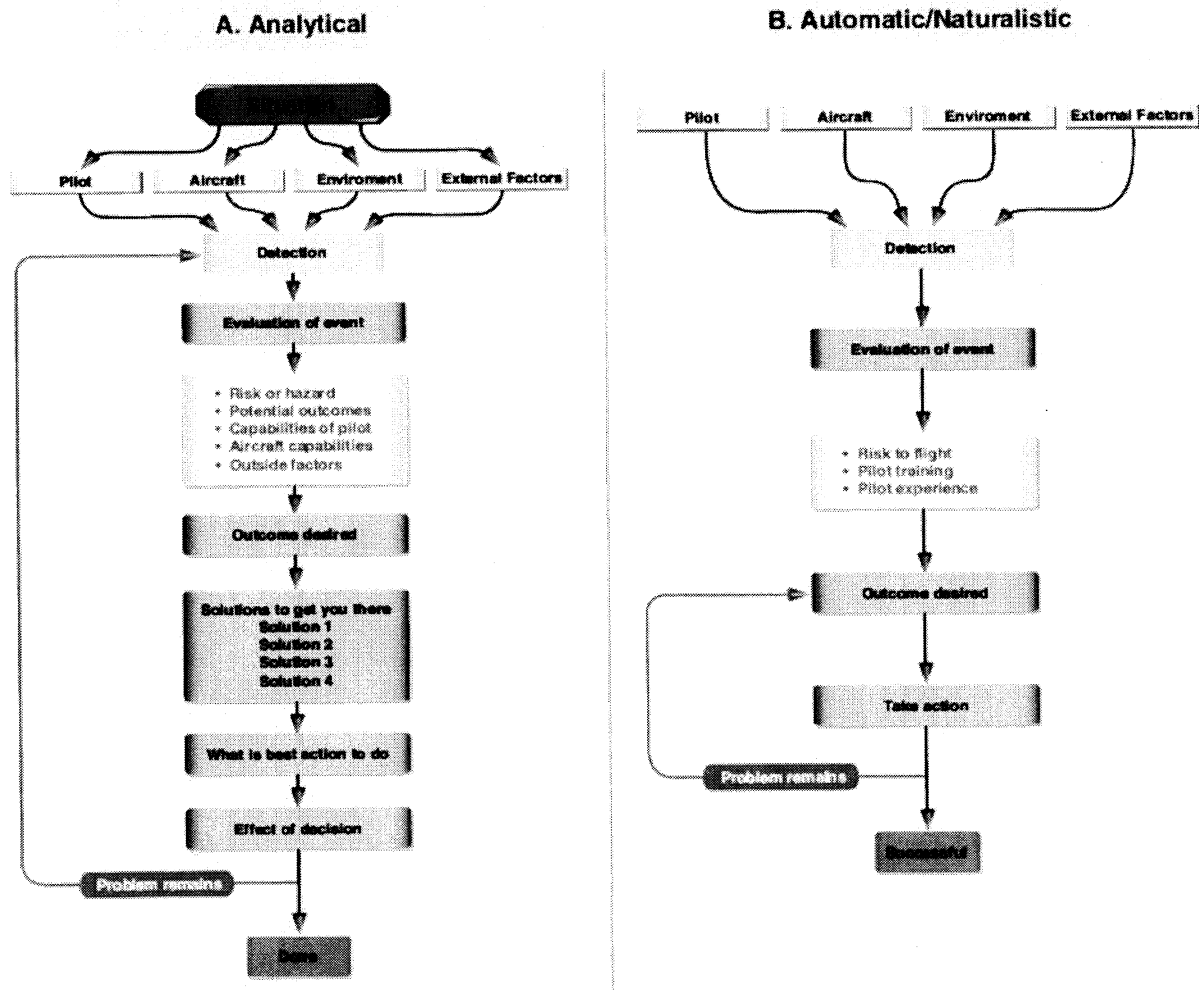 A. Analytical
Pilot
Aircraft
Enviroment
External Factors
Detection
Evaluation of event
• Risk or hazard
• Potential outcomes
• Capabilities of pilot
• Aircraft capabilities
• Outside factors
Outcome desired
Solutions to get you there
Solution 1
Solution 2
Solution 3
Solution 4
What is best action to do
Effect of decision
Problem remains
Done
B. Automatic/Naturalistic
Pilot
Aircraft
Enviroment
External Factors
Detection
Evaluation of event
• Risk to flight
• Pilot training
• Pilot experience
Outcome desired
Take action
Problem remains
Successful